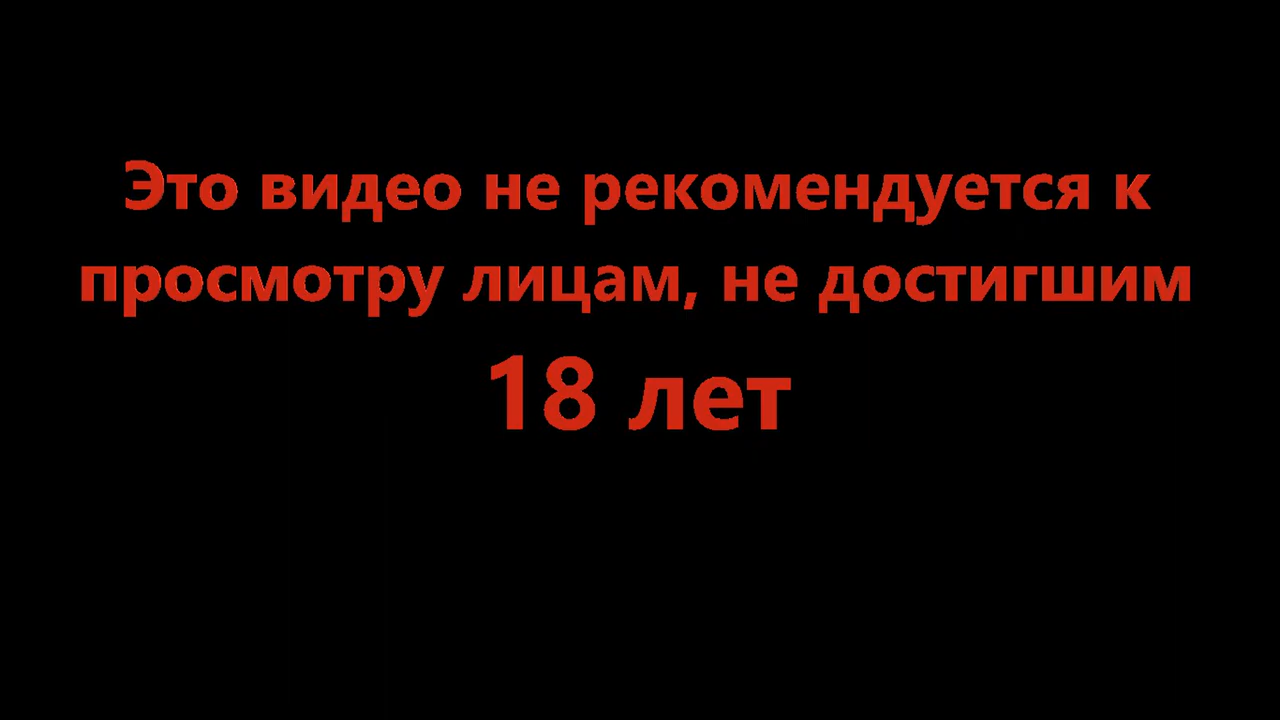 Это видео не рекомендуется к
просмотру лицам, не достигшим
18 лет